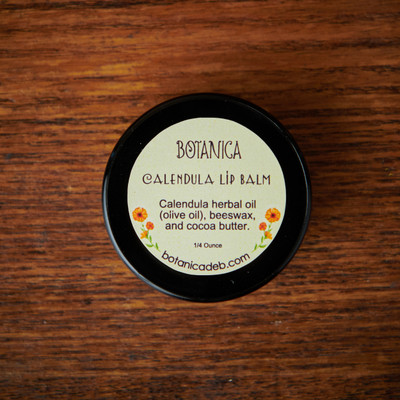 BOTANICA
CALENDULA LIP BALM
Calendula herbal oil
(olive oil), beeswax,
and cocoa butter.
1/4 Ounce
botanicadeb.com